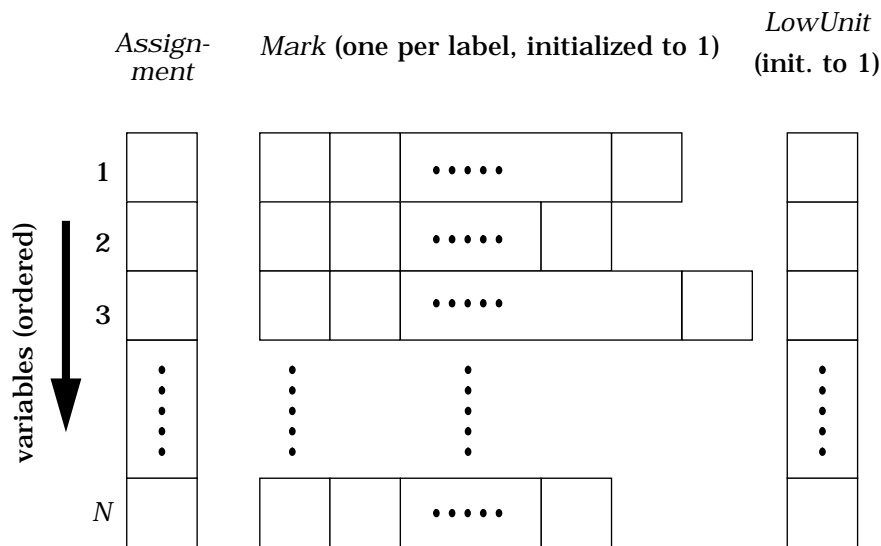 Assign-
ment
Mark (one per label, initialized to 1)
LowUnit
(init. to 1)
variables (ordered)
1
2
3
N